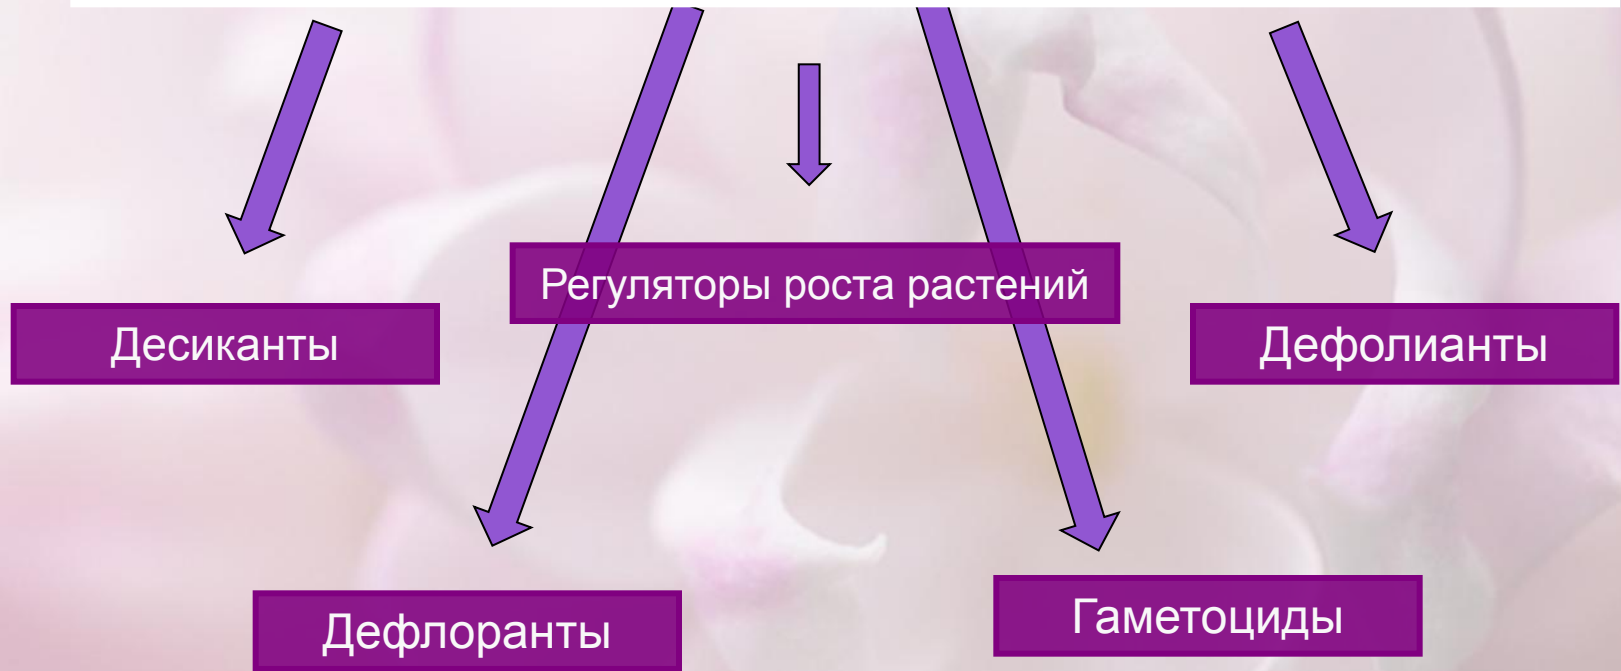 Регуляторы роста растений
Десиканты
Дефолианты
Дефлоранты
Гаметоциды